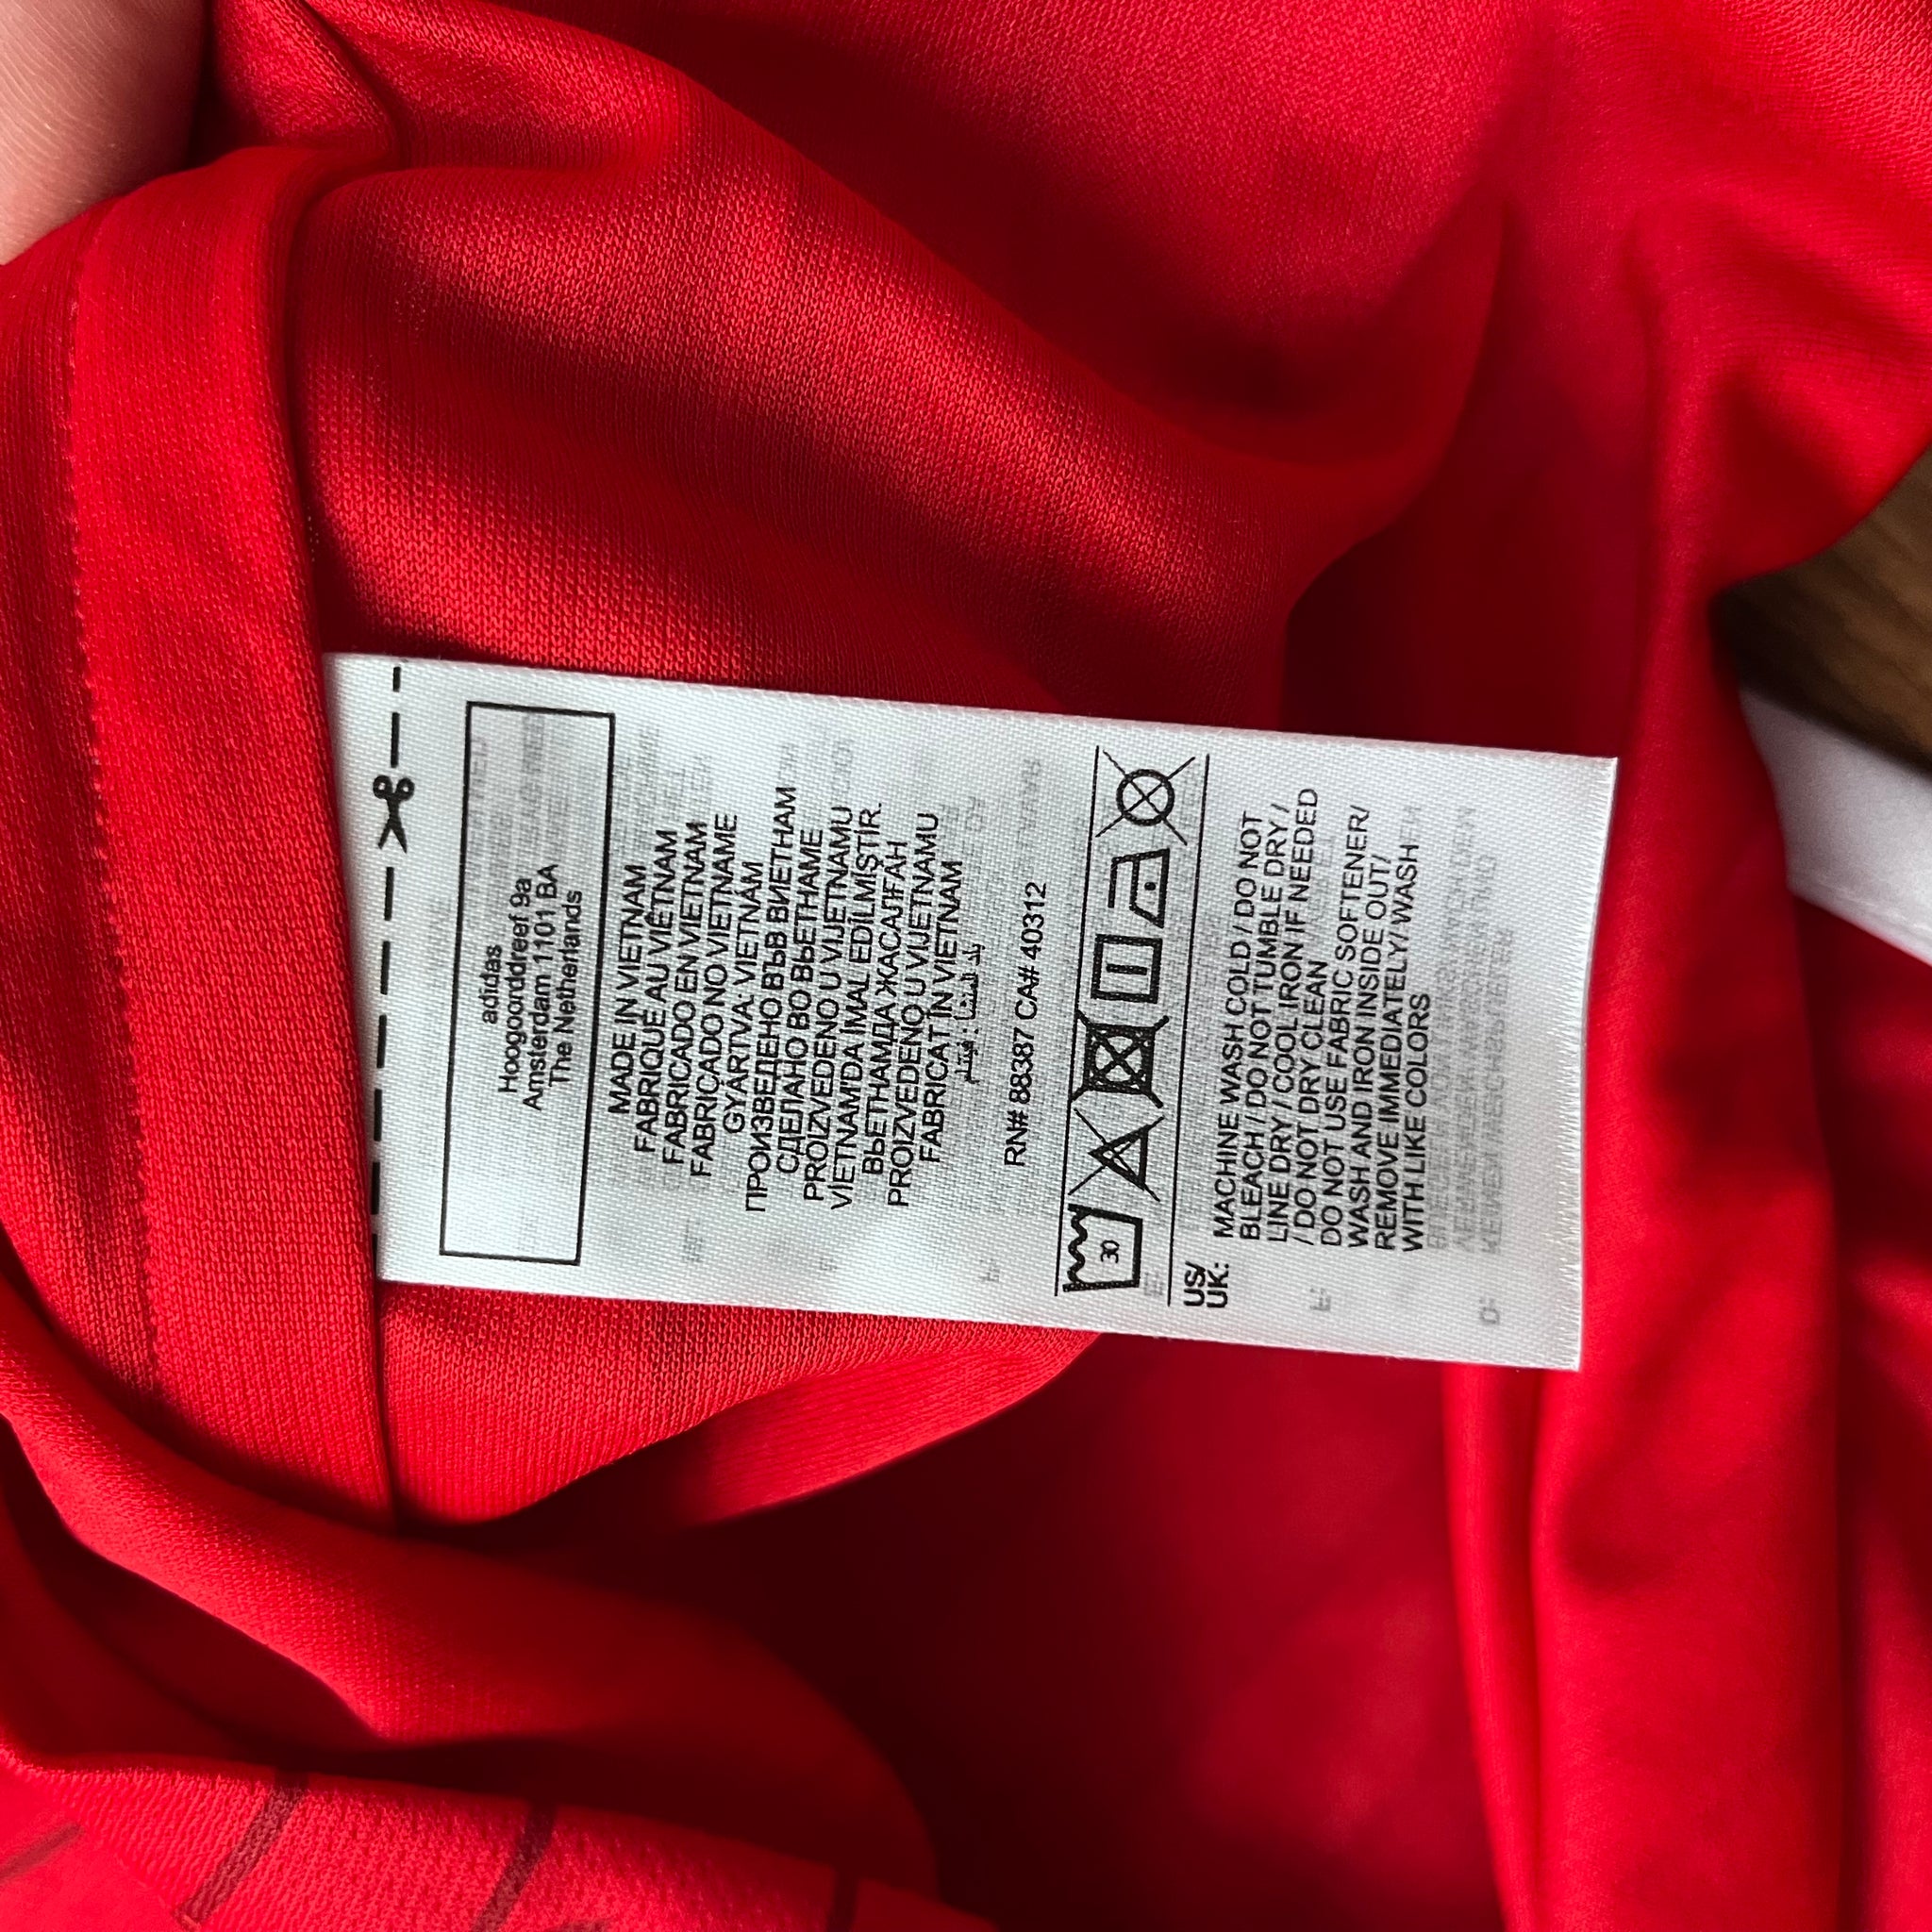 adidas
Hoogoorddreef 9a
Amsterdam 1101 BA
The Netherlands
MADE IN VIETNAM
FABRIQUE AU VIÊTNAM
FABRICADO EN VIETNAM
FABRICADO NO VIETNAME
GYÁRTVA: VIETNÁM
ПРОИЗВЕДЕНО ВЪВ ВИЕТНАМ
СДЕЛАНО ВО ВЬЕТНАМЕ
PROIZVEDENO U VIJETNAMU
VİETNAM'DA İMAL EDİLMİŞTİR.
ВЬЕТНАМДА ЖАСАЛҒАН
PROIZVEDENO U VIJETNAMU
FABRICAT ÎN VIETNAM
RN# 88387 CA# 40312
30
US/
UK:
MACHINE WASH COLD / DO NOT
BLEACH / DO NOT TUMBLE DRY /
LINE DRY / COOL IRON IF NEEDED
/ DO NOT DRY CLEAN
DO NOT USE FABRIC SOFTENER/
WASH AND IRON INSIDE OUT/
REMOVE IMMEDIATELY/WASH
WITH LIKE COLORS